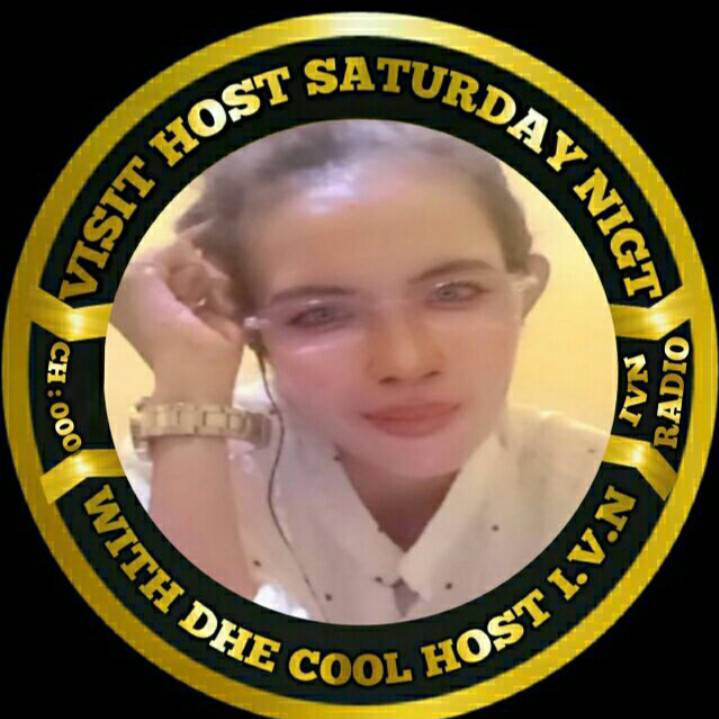 VISIT HOST SATURDAY NIGT
CH : 000
IVN
RADIO
WITH DHE COOL HOST I.V.N